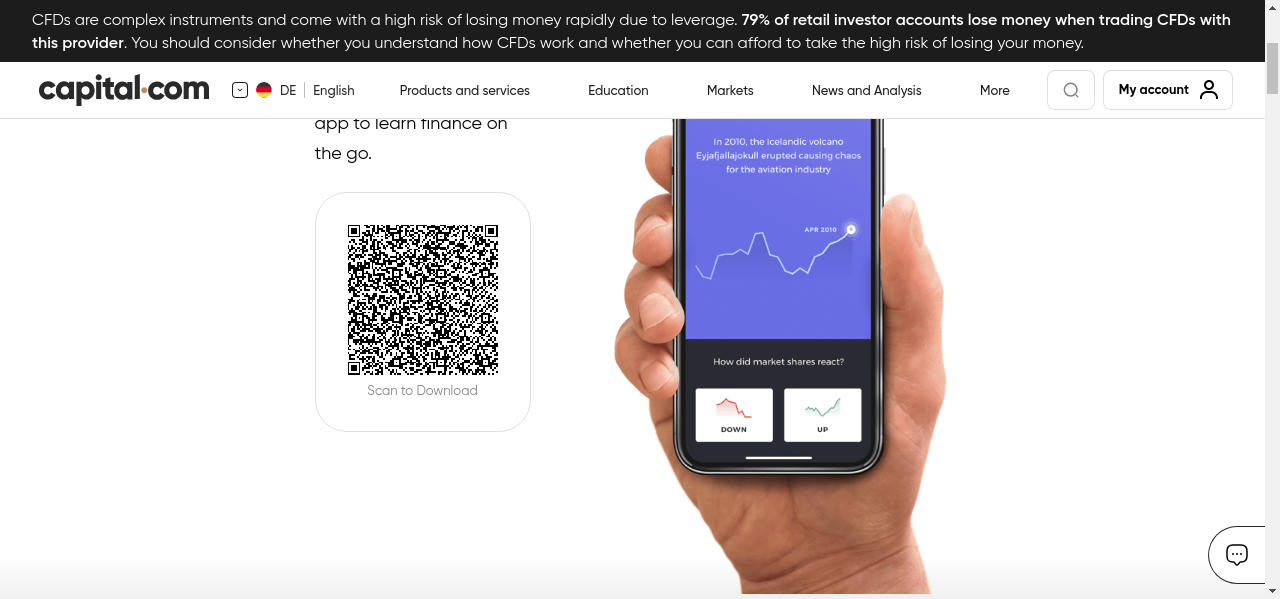 CFDs are complex instruments and come with a high risk of losing money rapidly due to leverage. 79% of retail investor accounts lose money when trading CFDs with
this provider. You should consider whether you understand how CFDs work and whether you can afford to take the high risk of losing your money.
capital.com
DE
English
Products and services
Education
Markets
News and Analysis
More
My account
app to learn finance on
the go.
Scan to Download
In 2010, the Icelandic volcano
Eyjafjallajokull erupted causing chaos
for the aviation industry
APR 2010
How did market shares react?
DOWN
UP